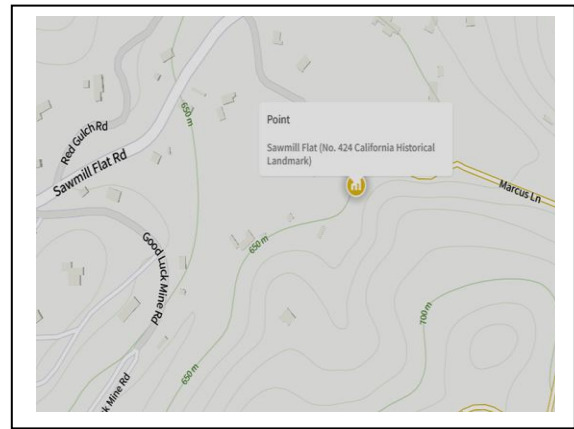 650 m
Point
Sawmill Flat (No. 424 California Historical
Landmark)
Red Gulch Rd
Sawmill Flat Rd
Marcus Ln
650 m
Good Luck Mine Rd
700 m
650 m
k Mine Rd